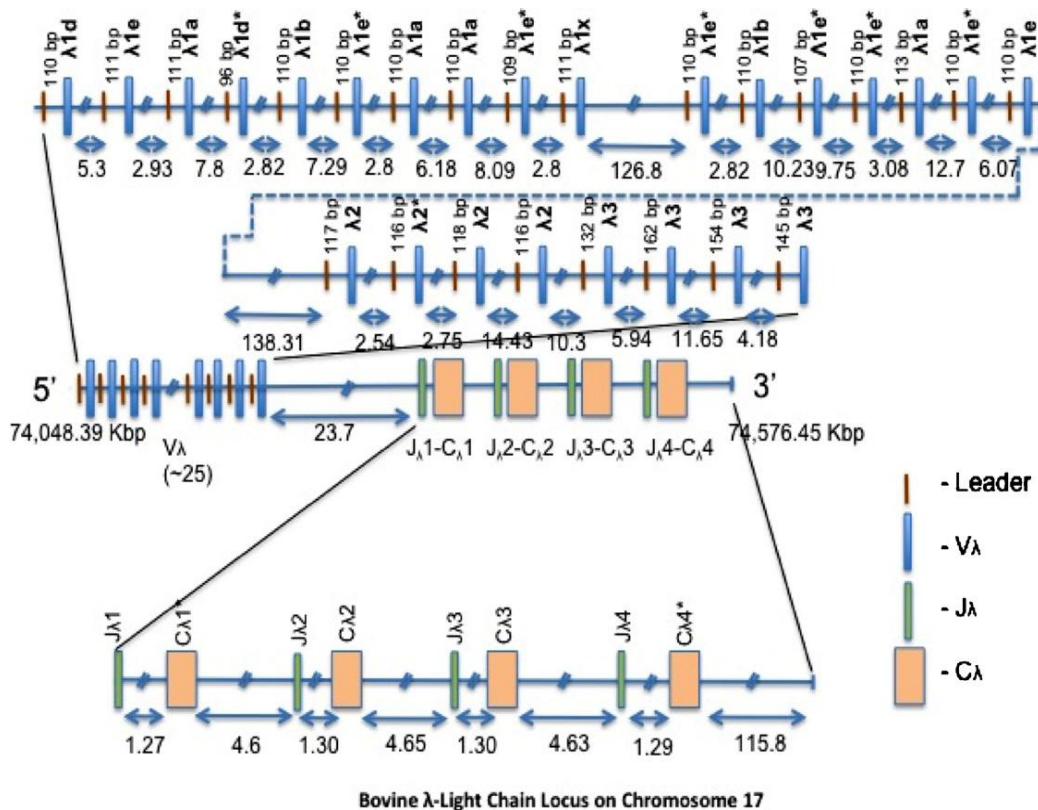 110 bp λ1d 111 bp λ1e 111 bp λ1a 96 bp λ1d* 110 bp λ1b 110 bp λ1e* 110 bp λ1a 110 bp λ1a 109 bp λ1e* 111 bp λ1x 110 bp λ1e* 110 bp λ1b 107 bp λ1e* 110 bp λ1e* 113 bp λ1a 110 bp λ1e* 110 bp λ1e
5.3 2.93 7.8 2.82 7.29 2.8 6.18 8.09 2.8 126.8 2.82 10.23 9.75 3.08 12.7 6.07
117 bp λ2 116 bp λ2* 118 bp λ2 116 bp λ2 132 bp λ3 162 bp λ3 154 bp λ3 145 bp λ3
138.31 2.54 2.75 14.43 10.3 5.94 11.65 4.18
5’ 3’
74,048.39 Kbp 23.7 74,576.45 Kbp
Vλ
(~25)
Jλ1-Cλ1 Jλ2-Cλ2 Jλ3-Cλ3 Jλ4-Cλ4
- Leader
- Vλ
- Jλ
- Cλ
Jλ1 Cλ1 Jλ2 Cλ2 Jλ3 Cλ3 Jλ4 Cλ4*
1.27 4.6 1.30 4.65 1.30 4.63 1.29 115.8
Bovine λ-Light Chain Locus on Chromosome 17